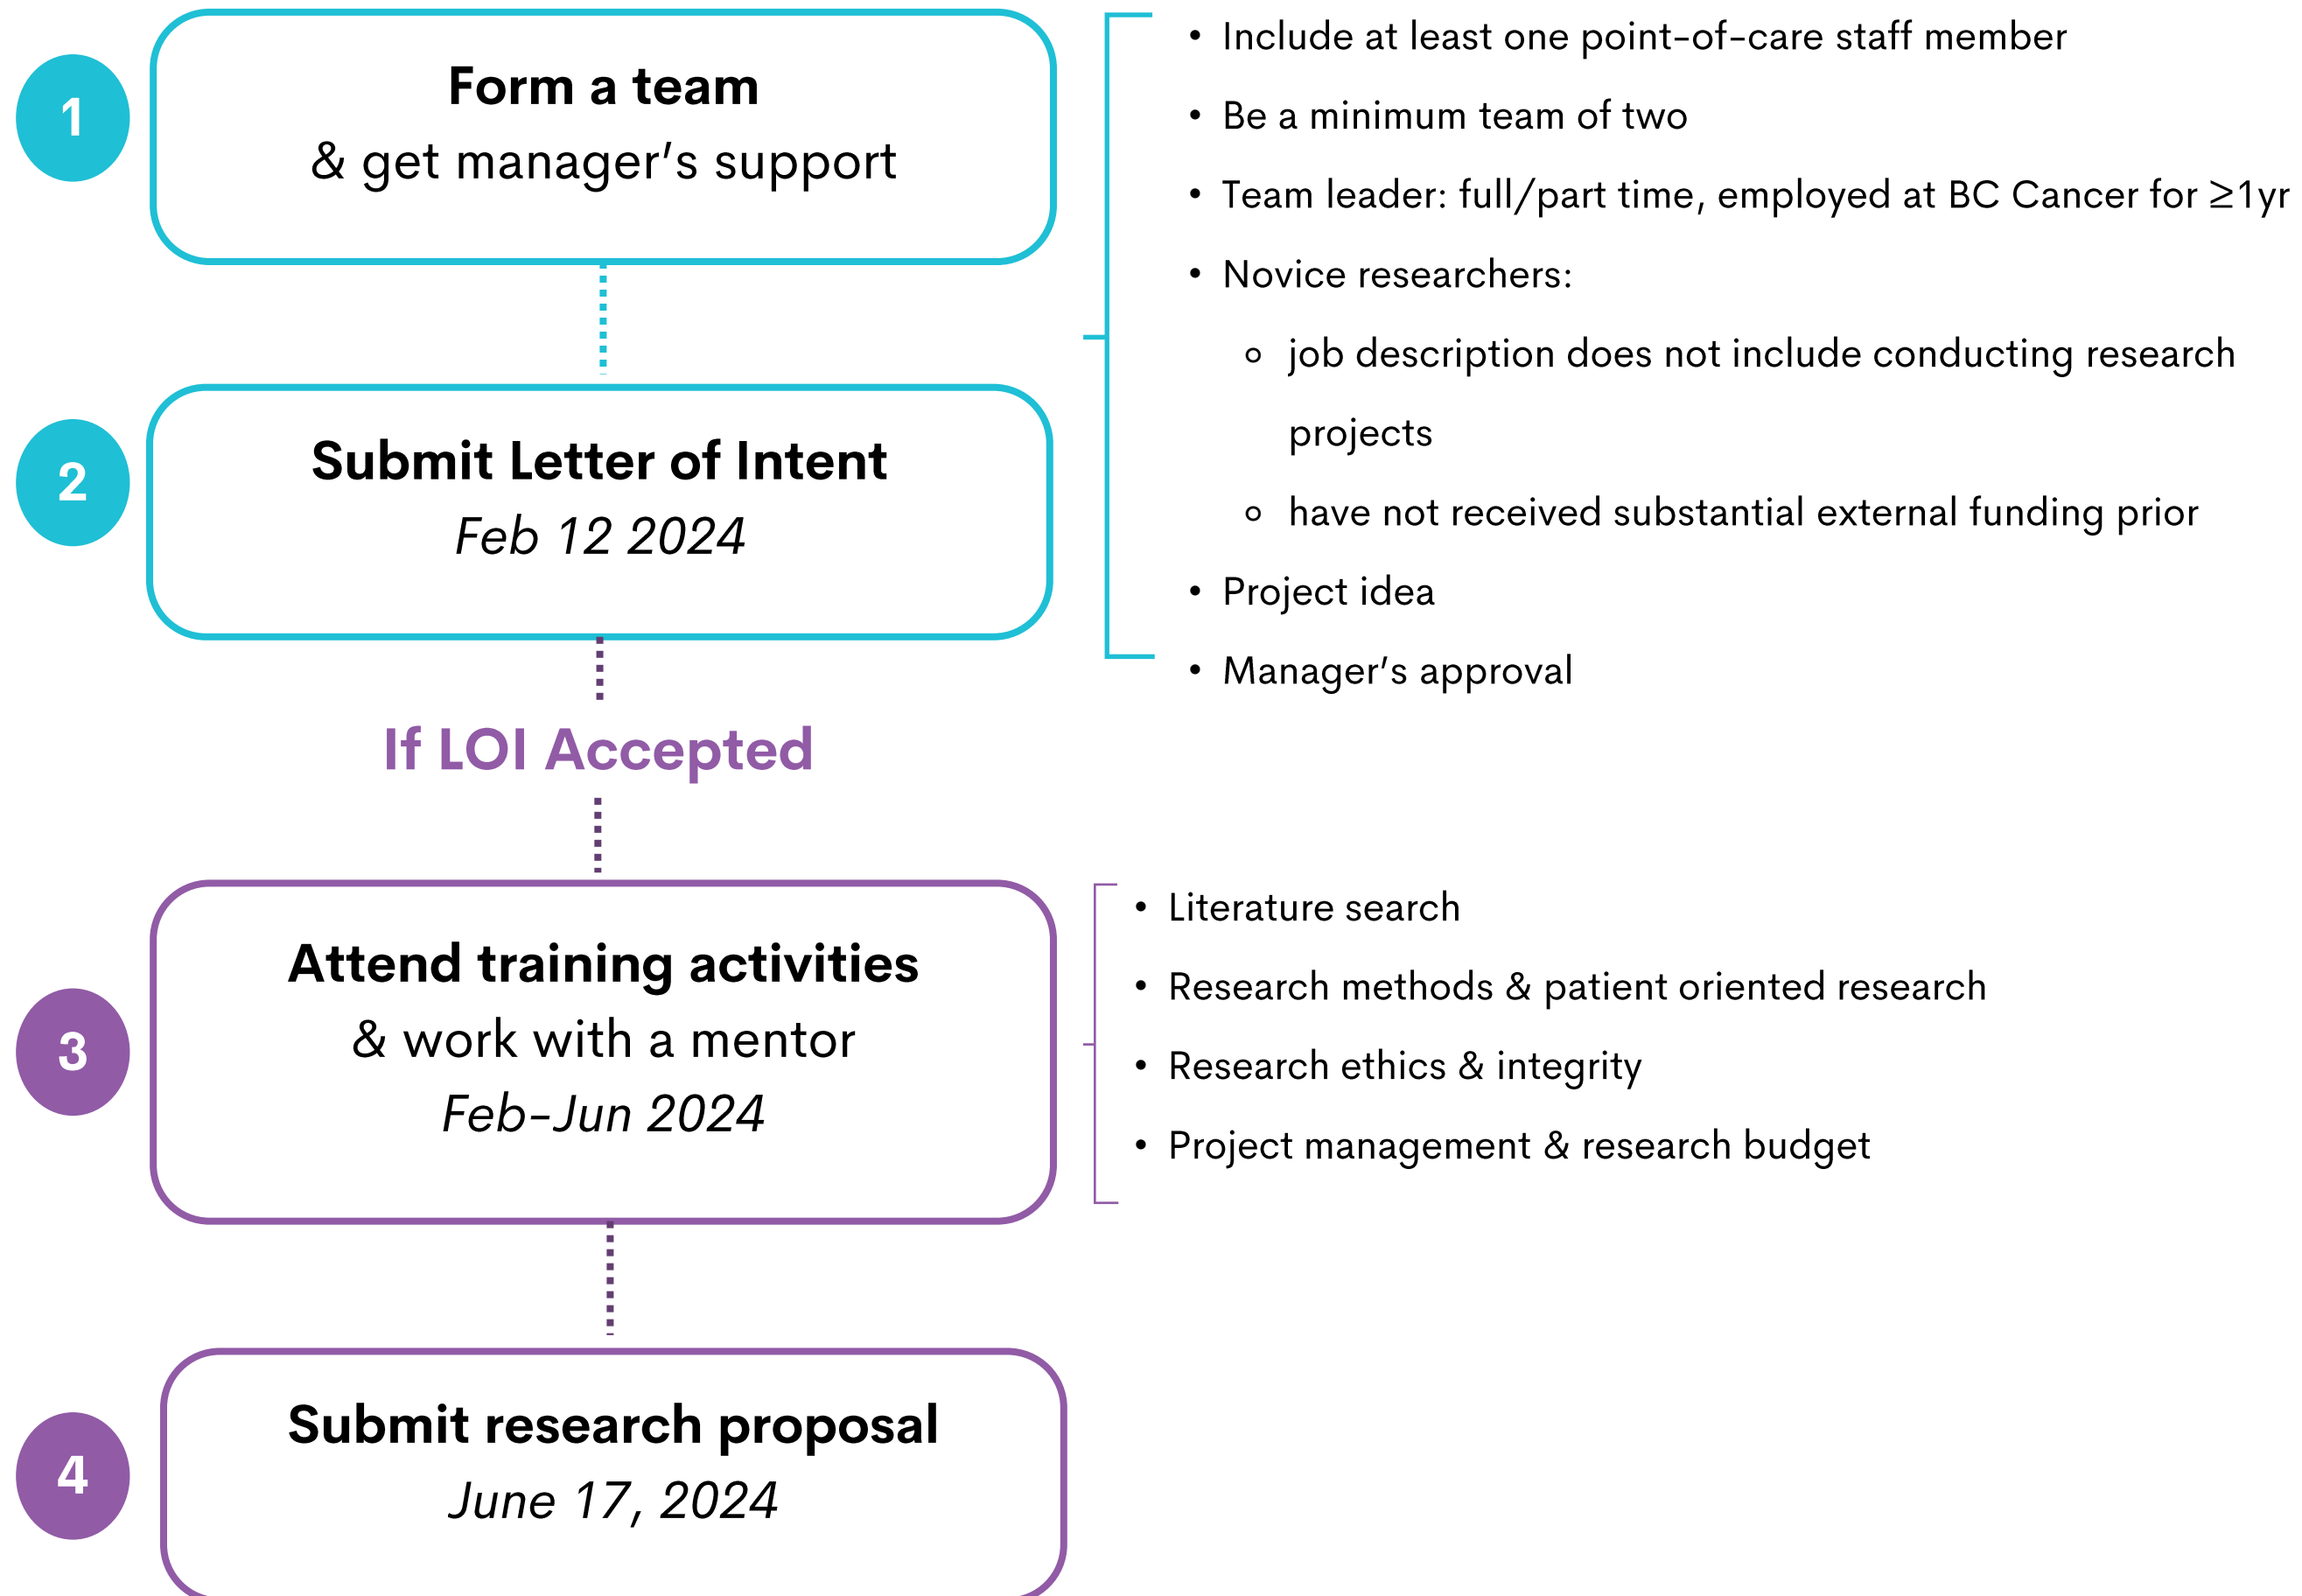 1
Form a team
& get manager's support
• Include at least one point-of-care staff member
• Be a minimum team of two
• Team leader: full/part time, employed at BC Cancer for ≥1yr
• Novice researchers:
○ job description does not include conducting research
projects
○ have not received substantial external funding prior
• Project idea
• Manager's approval
2
Submit Letter of Intent
Feb 12 2024
If LOI Accepted
3
Attend training activities
& work with a mentor
Feb-Jun 2024
• Literature search
• Research methods & patient oriented research
• Research ethics & integrity
• Project management & research budget
4
Submit research proposal
June 17, 2024